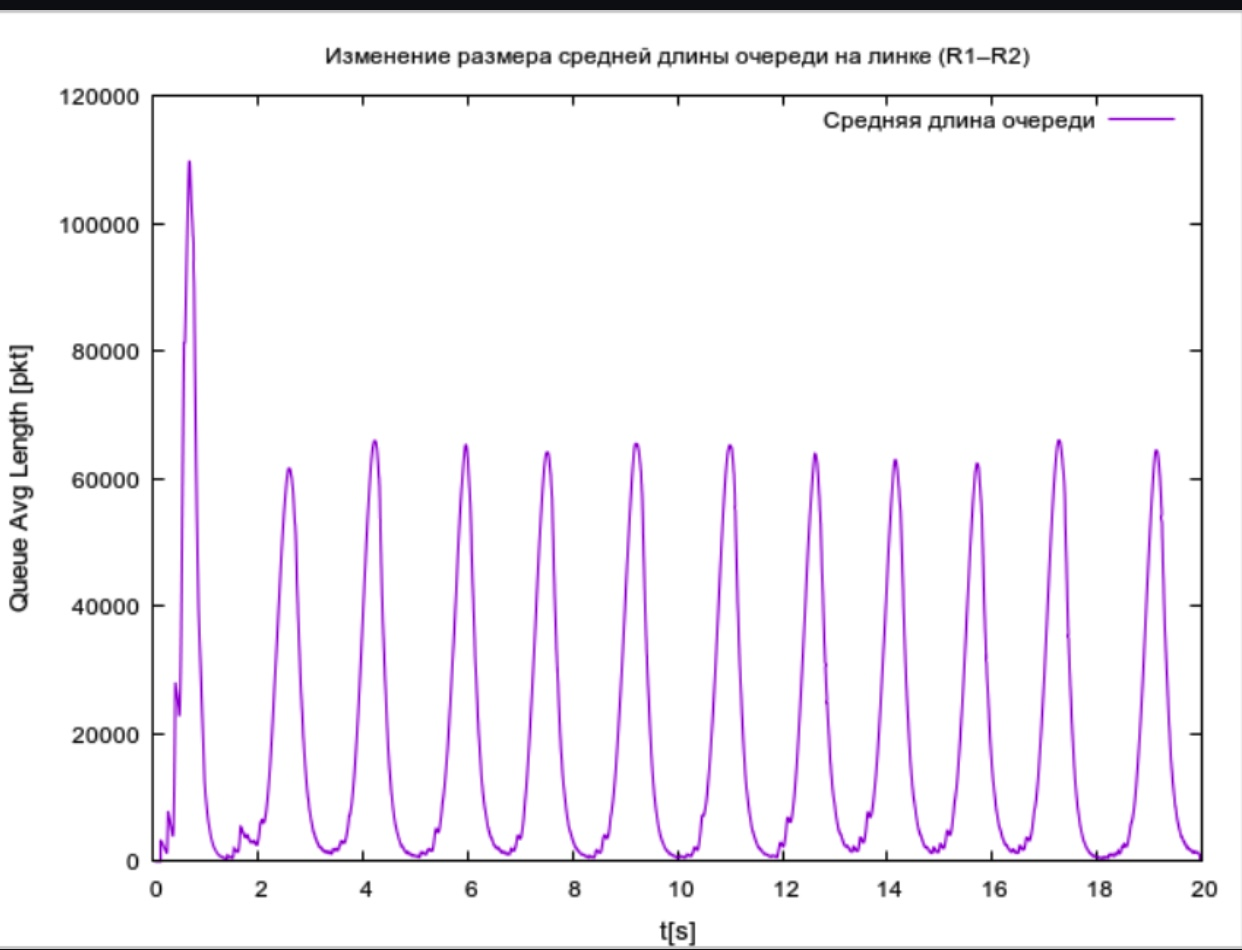 Изменение размера средней длины очереди на линке (R1–R2)
Средняя длина очереди
120000
100000
80000
60000
40000
20000
0
Queue Avg Length [pkt]
0 2 4 6 8 10 12 14 16 18 20
t[s]